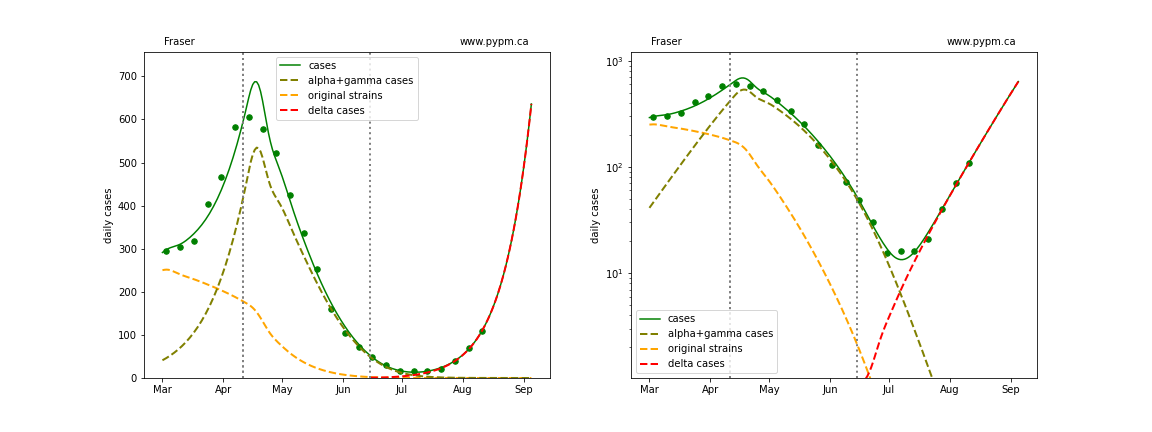 Fraser
www.pypm.ca
daily cases
700
600
500
400
300
200
100
0
cases
alpha+gamma cases
original strains
delta cases
Mar
Apr
May
Jun
Jul
Aug
Sep
Fraser
www.pypm.ca
daily cases
10³
10²
10¹
cases
alpha+gamma cases
original strains
delta cases
Mar
Apr
May
Jun
Jul
Aug
Sep